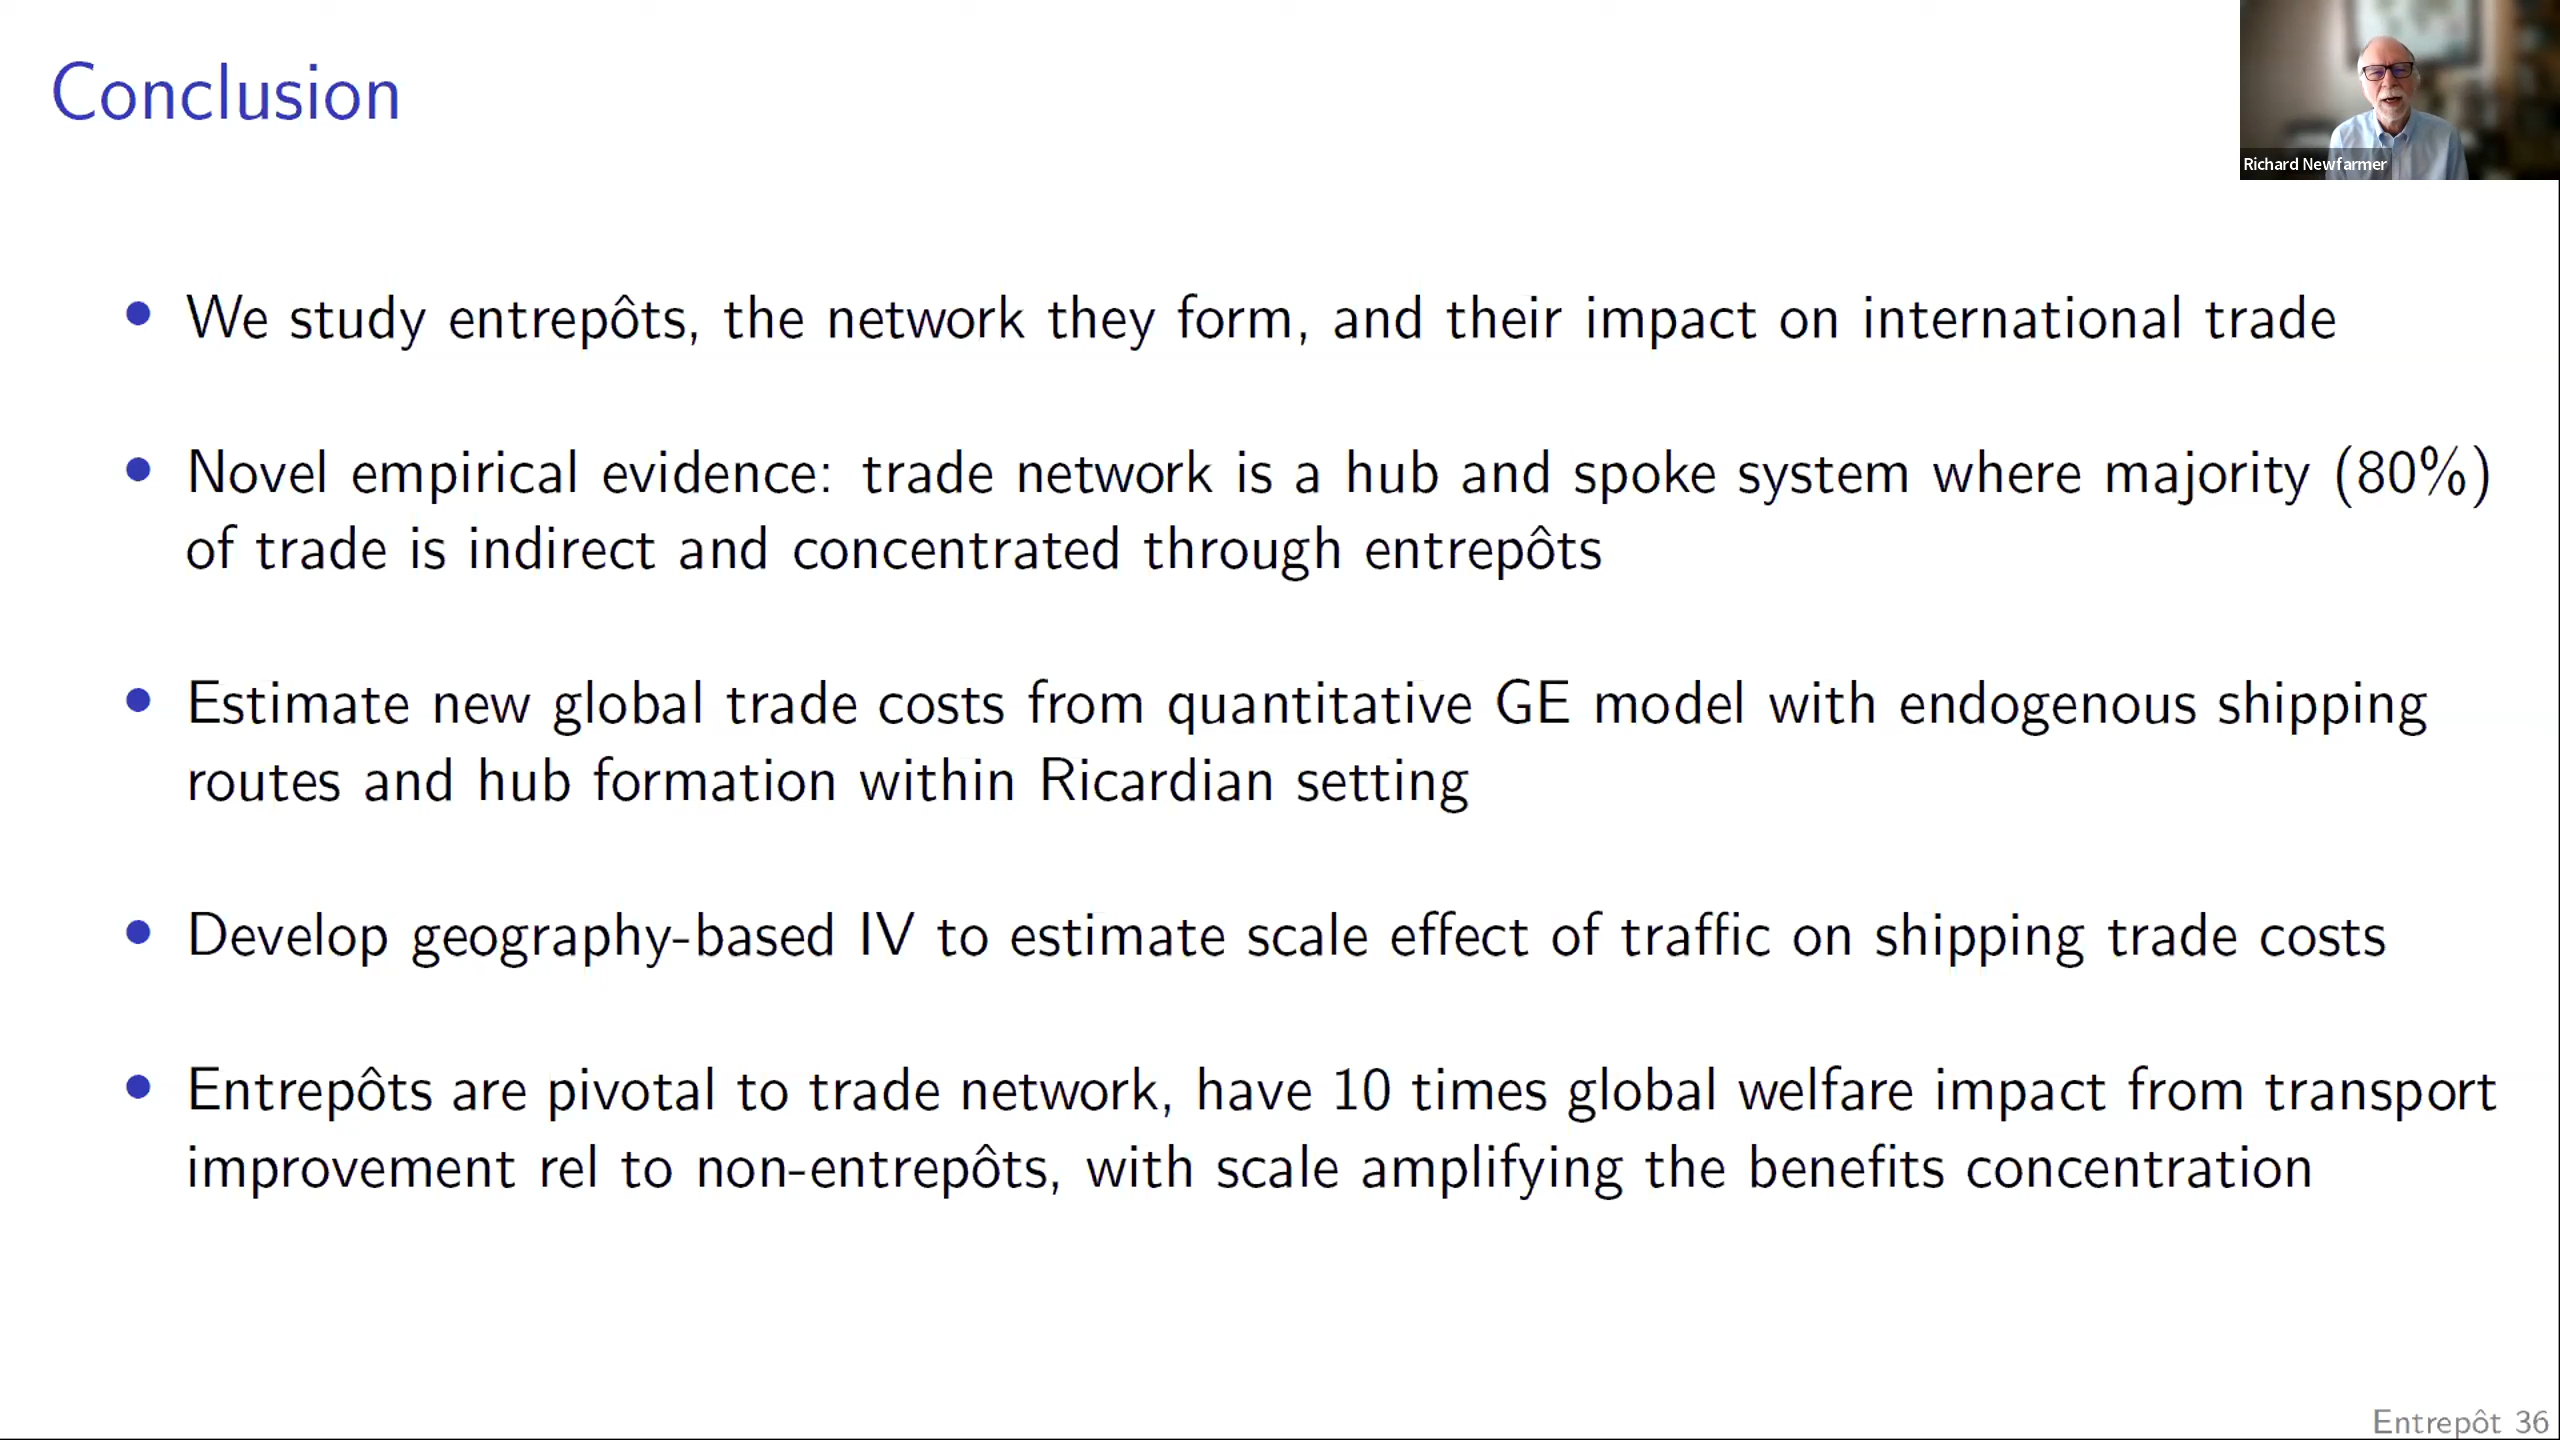 Conclusion
Richard Newfarmer
• We study entrepôts, the network they form, and their impact on international trade
• Novel empirical evidence: trade network is a hub and spoke system where majority (80%)
of trade is indirect and concentrated through entrepôts
• Estimate new global trade costs from quantitative GE model with endogenous shipping
routes and hub formation within Ricardian setting
• Develop geography-based IV to estimate scale effect of traffic on shipping trade costs
• Entrepôts are pivotal to trade network, have 10 times global welfare impact from transport
improvement rel to non-entrepôts, with scale amplifying the benefits concentration
Entrepôt 36